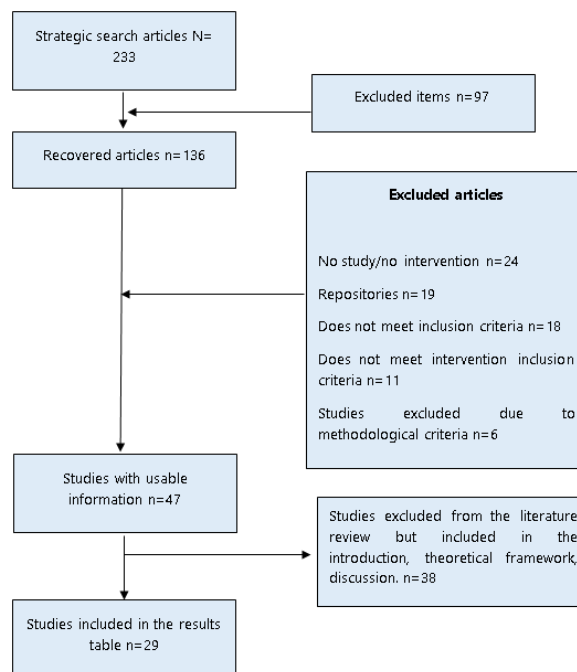 Strategic search articles N=
233
Excluded items n=97
Recovered articles n=136
Excluded articles
No study/no intervention n=24
Repositories n=19
Does not meet inclusion criteria n=18
Does not meet intervention inclusion
criteria n=11
Studies excluded due to
methodological criteria n=6
Studies with usable
information n=47
Studies excluded from the literature
review but included in the
introduction, theoretical framework,
discussion. n=38
Studies included in the results
table n=29